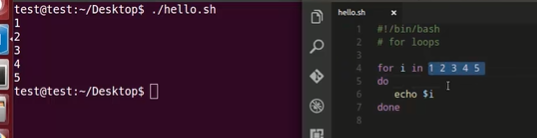 test@test:~/Desktop$ ./hello.sh
1
2
3
4
5
test@test:~/Desktop$
hello.sh
1 #!/bin/bash
2 # for loops
3
4 for i in 1 2 3 4 5
5 do
6 echo $i
7 done
8